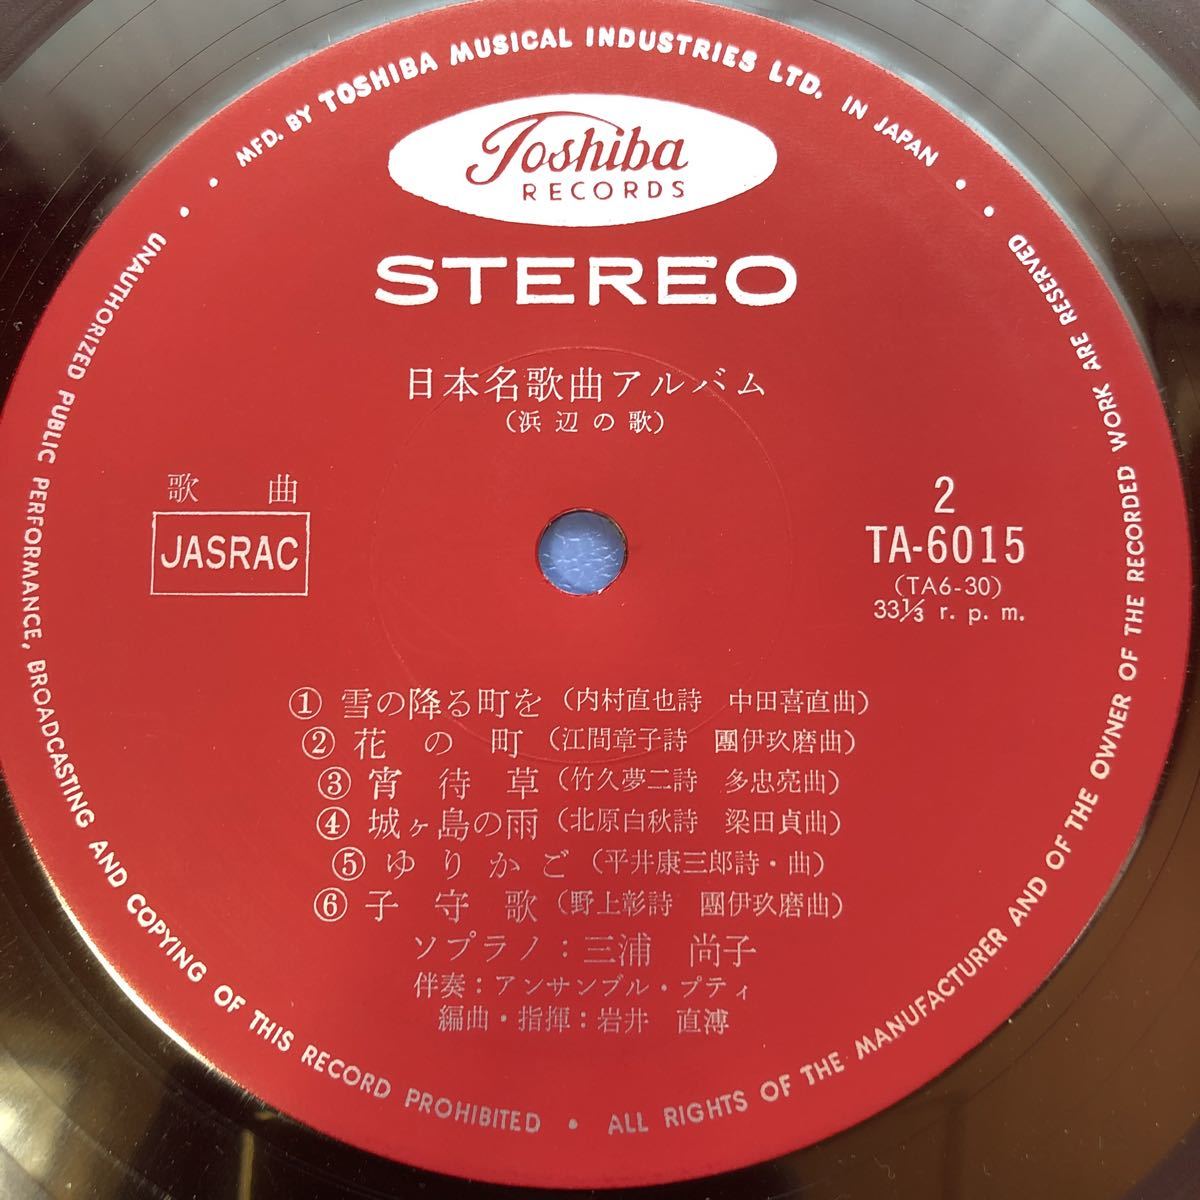 MFD. BY TOSHIBA MUSICAL INDUSTRIES LTD. IN JAPAN
Toshiba
RECORDS
STEREO
日本名歌曲アルバム
(浜辺の歌)
歌曲
JASRAC
2
TA-6015
(TA6-30)
33⅓ r. p. m.
① 雪の降る町を (内村直也詩 中田喜直曲)
② 花の町 (江間章子詩 團伊玖磨曲)
③ 宵待草 (竹久夢二詩 多忠亮曲)
④ 城ヶ島の雨 (北原白秋詩 梁田貞曲)
⑤ ゆりかご (平井康三郎詩・曲)
⑥ 子守歌 (野上彰詩 團伊玖磨曲)
ソプラノ：三浦 尚子
伴奏：アンサンブル・プティ
編曲・指揮：岩井 直溥
UNAUTHORIZED PUBLIC PERFORMANCE, BROADCASTING AND COPYING OF THIS RECORD PROHIBITED • ALL RIGHTS OF THE MANUFACTURER AND OF THE OWNER OF THE RECORDED WORK ARE RESERVED